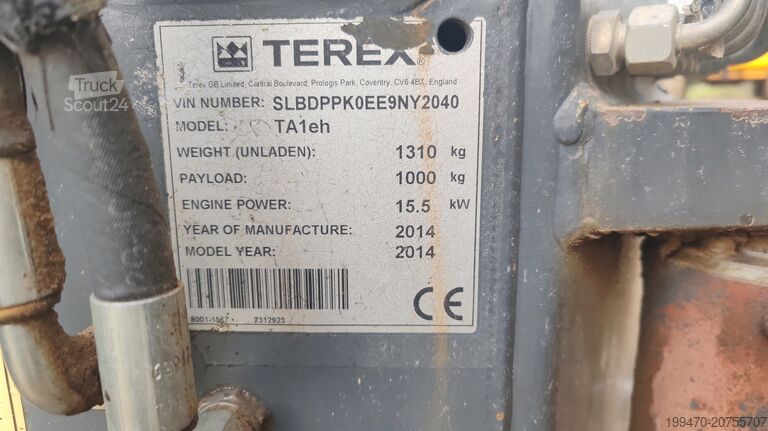 TEREX®
Terex GB Limited, Central Boulevard, Prologis Park, Coventry, CV6 4BX, England
VIN NUMBER: SLBDPPK0EE9NY2040
MODEL: TA1eh
WEIGHT (UNLADEN): 1310 kg
PAYLOAD: 1000 kg
ENGINE POWER: 15.5 kW
YEAR OF MANUFACTURE: 2014
MODEL YEAR: 2014
8001-1567 2312923
CE
Truck
Scout24
199470-20755707